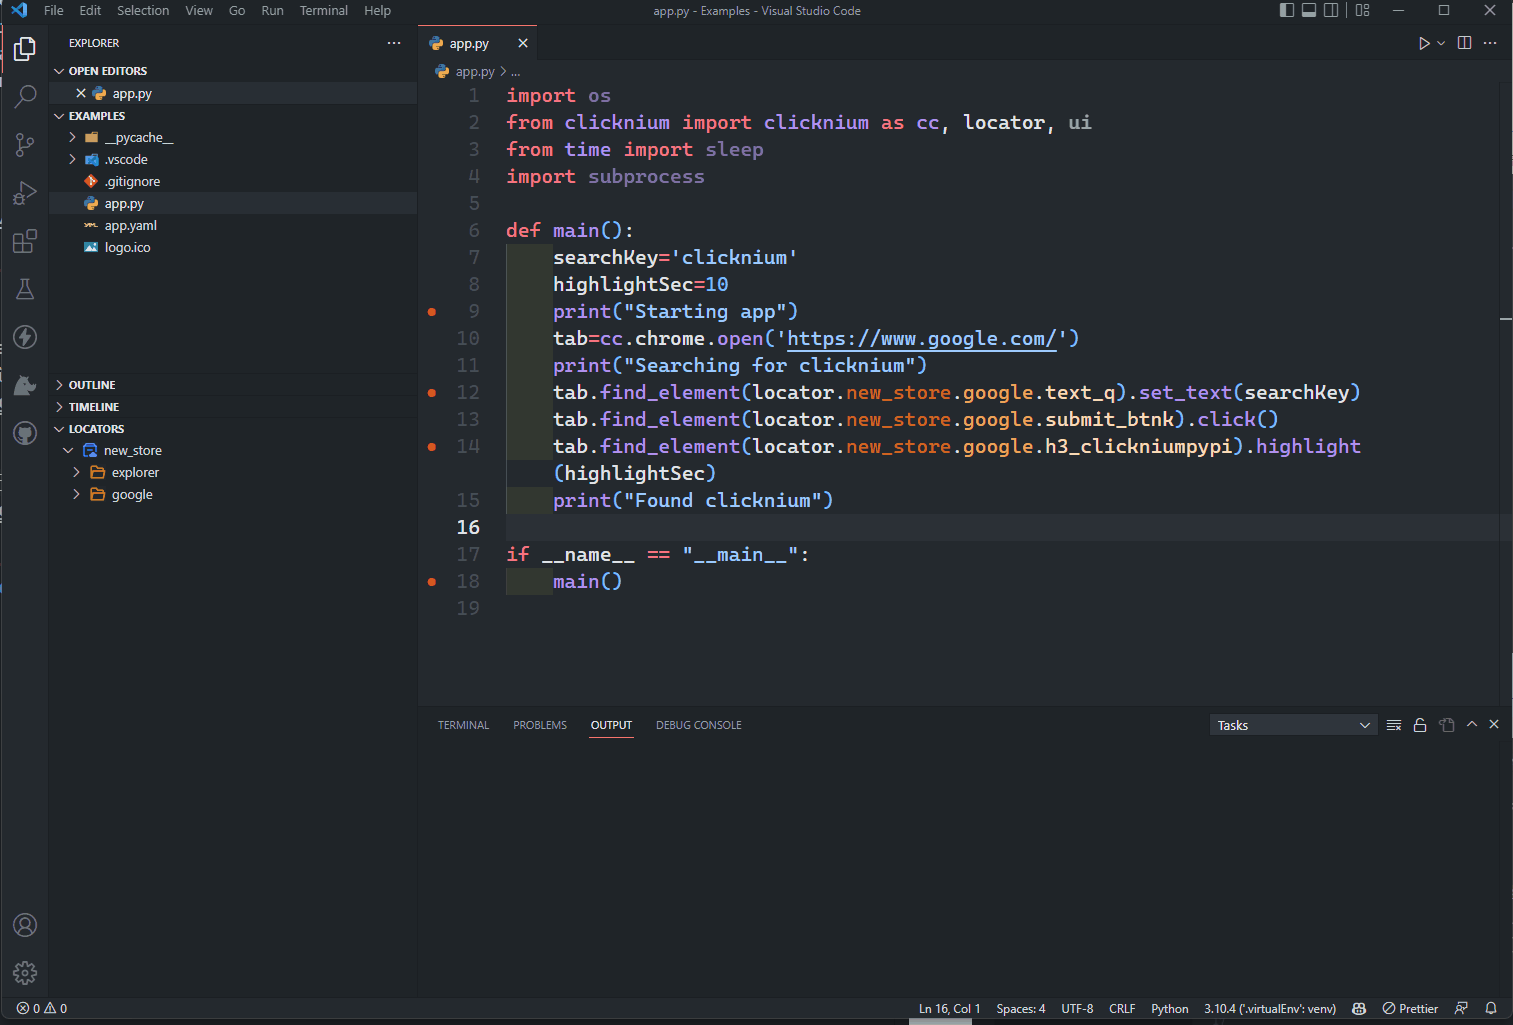 File Edit Selection View Go Run Terminal Help
app.py - Examples - Visual Studio Code
EXPLORER
OPEN EDITORS
app.py
EXAMPLES
__pycache__
.vscode
.gitignore
app.py
app.yaml
logo.ico
OUTLINE
TIMELINE
LOCATORS
new_store
explorer
google
app.py
app.py > ...
1 import os
2 from clicknium import clicknium as cc, locator, ui
3 from time import sleep
4 import subprocess
5
6 def main():
7 searchKey='clicknium'
8 highlightSec=10
9 print("Starting app")
10 tab=cc.chrome.open('https://www.google.com/')
11 print("Searching for clicknium")
12 tab.find_element(locator.new_store.google.text_q).set_text(searchKey)
13 tab.find_element(locator.new_store.google.submit_btnk).click()
14 tab.find_element(locator.new_store.google.h3_clickniumpypi).highlight
(highlightSec)
15 print("Found clicknium")
16
17 if __name__ == "__main__":
18 main()
19
TERMINAL PROBLEMS OUTPUT DEBUG CONSOLE
Tasks
0 0
Ln 16, Col 1 Spaces: 4 UTF-8 CRLF Python 3.10.4 ('.virtualEnv': venv) Prettier